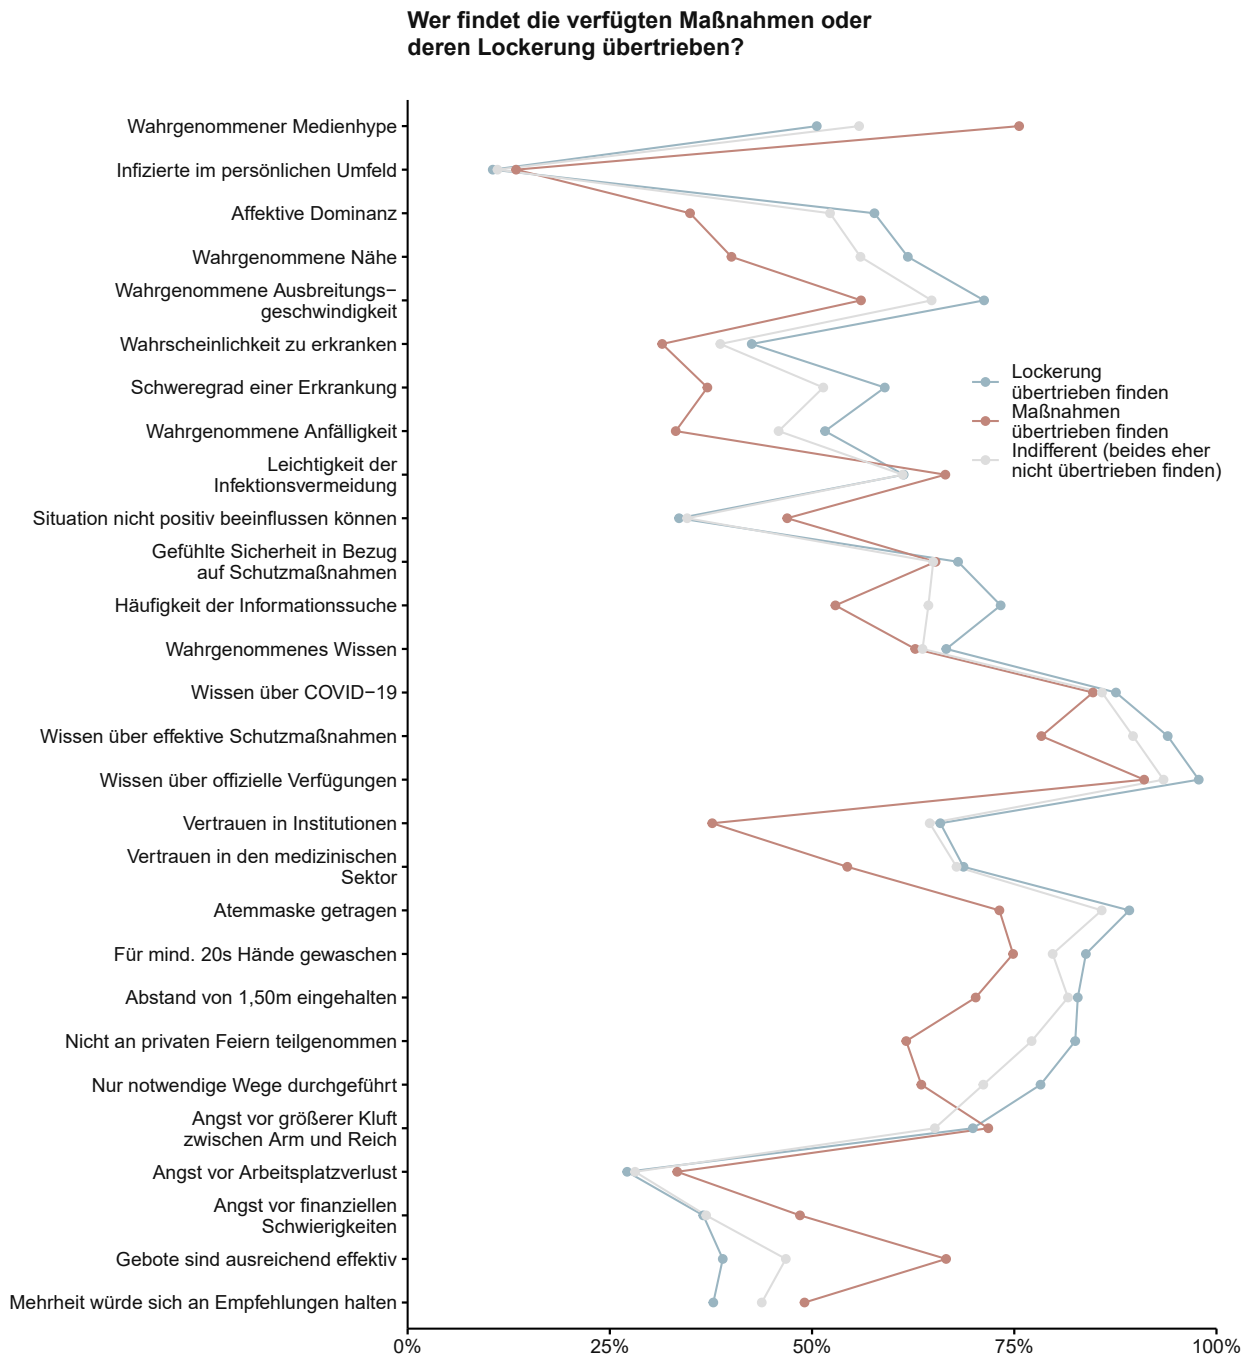 Wer findet die verfügten Maßnahmen oder
deren Lockerung übertrieben?
Wahrgenommener Medienhype
Infizierte im persönlichen Umfeld
Affektive Dominanz
Wahrgenommene Nähe
Wahrgenommene Ausbreitungs−
geschwindigkeit
Wahrscheinlichkeit zu erkranken
Schweregrad einer Erkrankung
Wahrgenommene Anfälligkeit
Leichtigkeit der
Infektionsvermeidung
Situation nicht positiv beeinflussen können
Gefühlte Sicherheit in Bezug
auf Schutzmaßnahmen
Häufigkeit der Informationssuche
Wahrgenommenes Wissen
Wissen über COVID−19
Wissen über effektive Schutzmaßnahmen
Wissen über offizielle Verfügungen
Vertrauen in Institutionen
Vertrauen in den medizinischen
Sektor
Atemmaske getragen
Für mind. 20s Hände gewaschen
Abstand von 1,50m eingehalten
Nicht an privaten Feiern teilgenommen
Nur notwendige Wege durchgeführt
Angst vor größerer Kluft
zwischen Arm und Reich
Angst vor Arbeitsplatzverlust
Angst vor finanziellen
Schwierigkeiten
Gebote sind ausreichend effektiv
Mehrheit würde sich an Empfehlungen halten
Lockerung
übertrieben finden
Maßnahmen
übertrieben finden
Indifferent (beides eher
nicht übertrieben finden)
0% 25% 50% 75% 100%